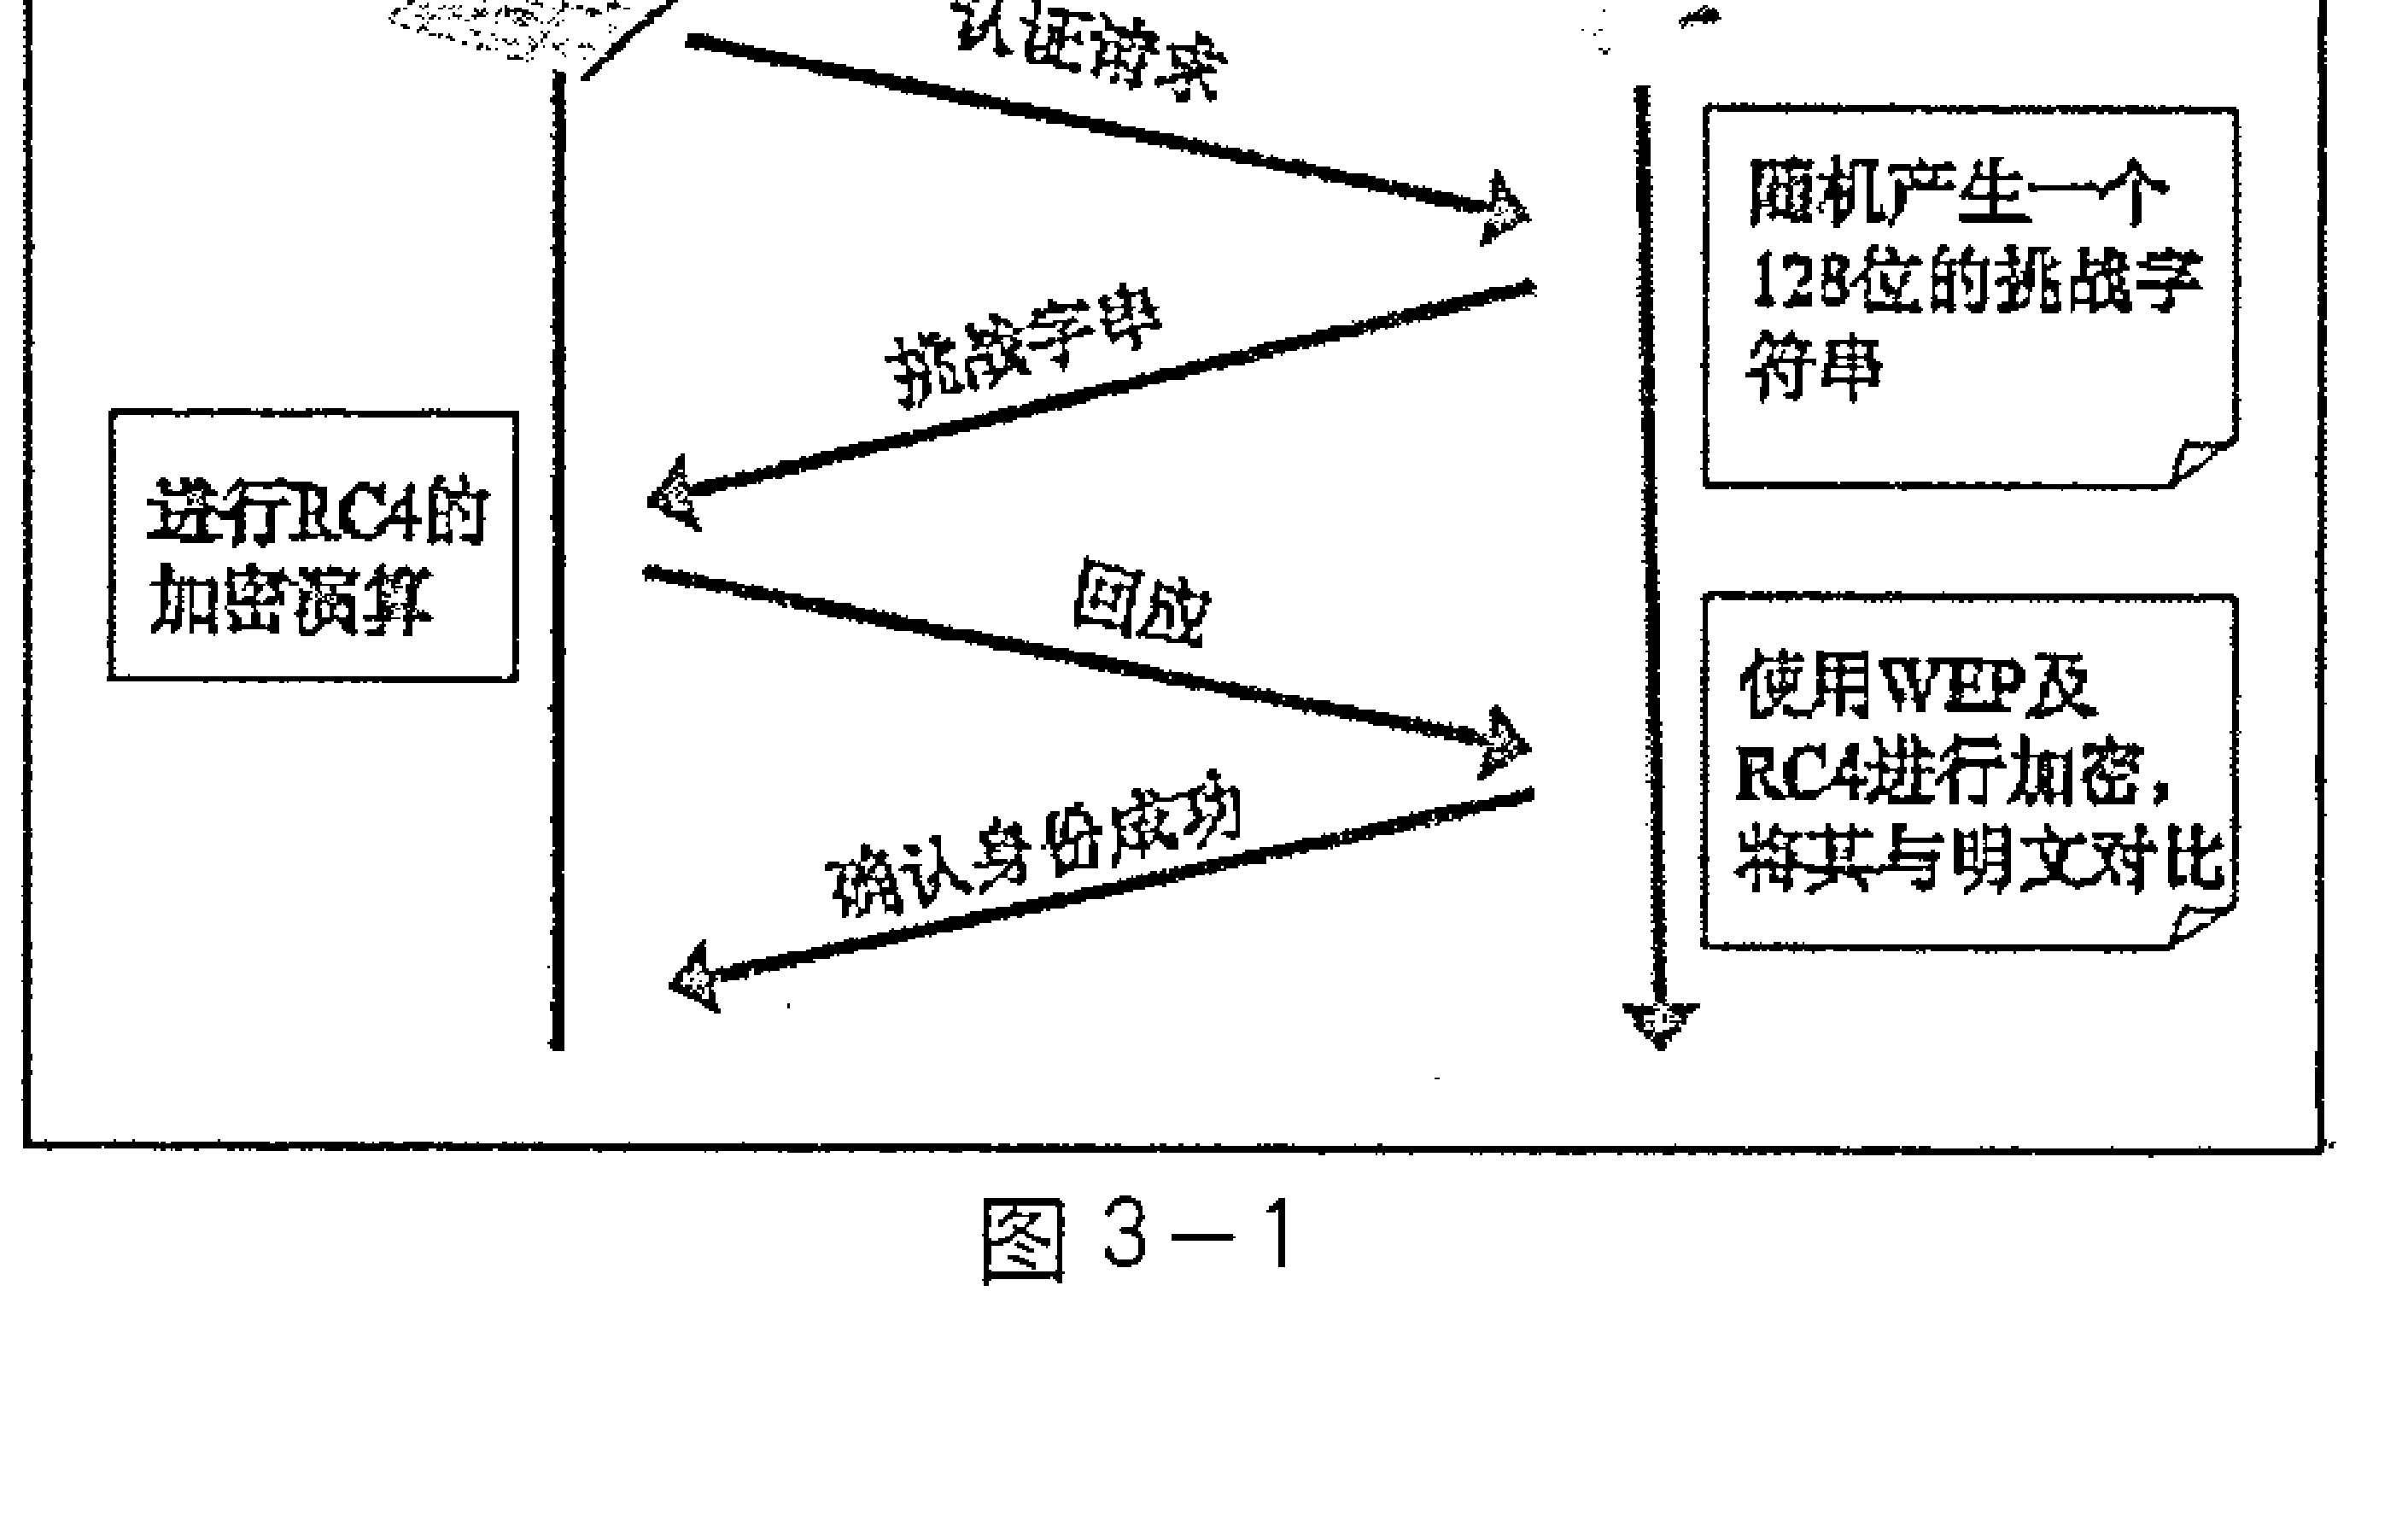 认证请求
随机产生一个
128位的挑战字
符串
挑战字串
进行RC4的
加密演算
回应
使用WEP及
RC4进行加密，
将其与明文对比
确认身份成功
图 3-1